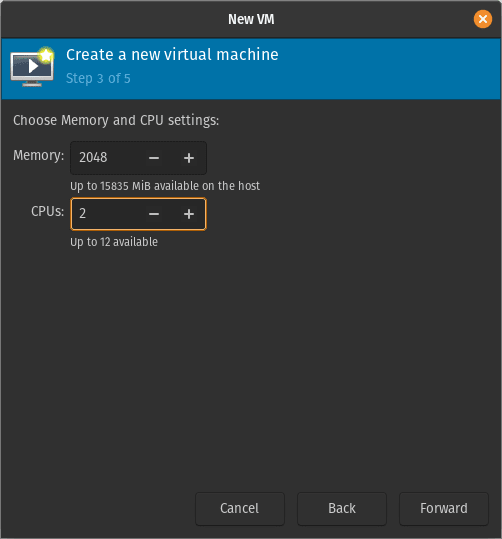 New VM
Create a new virtual machine
Step 3 of 5
Choose Memory and CPU settings:
Memory: 2048 − +
Up to 15835 MiB available on the host
CPUs: 2 − +
Up to 12 available
Cancel Back Forward